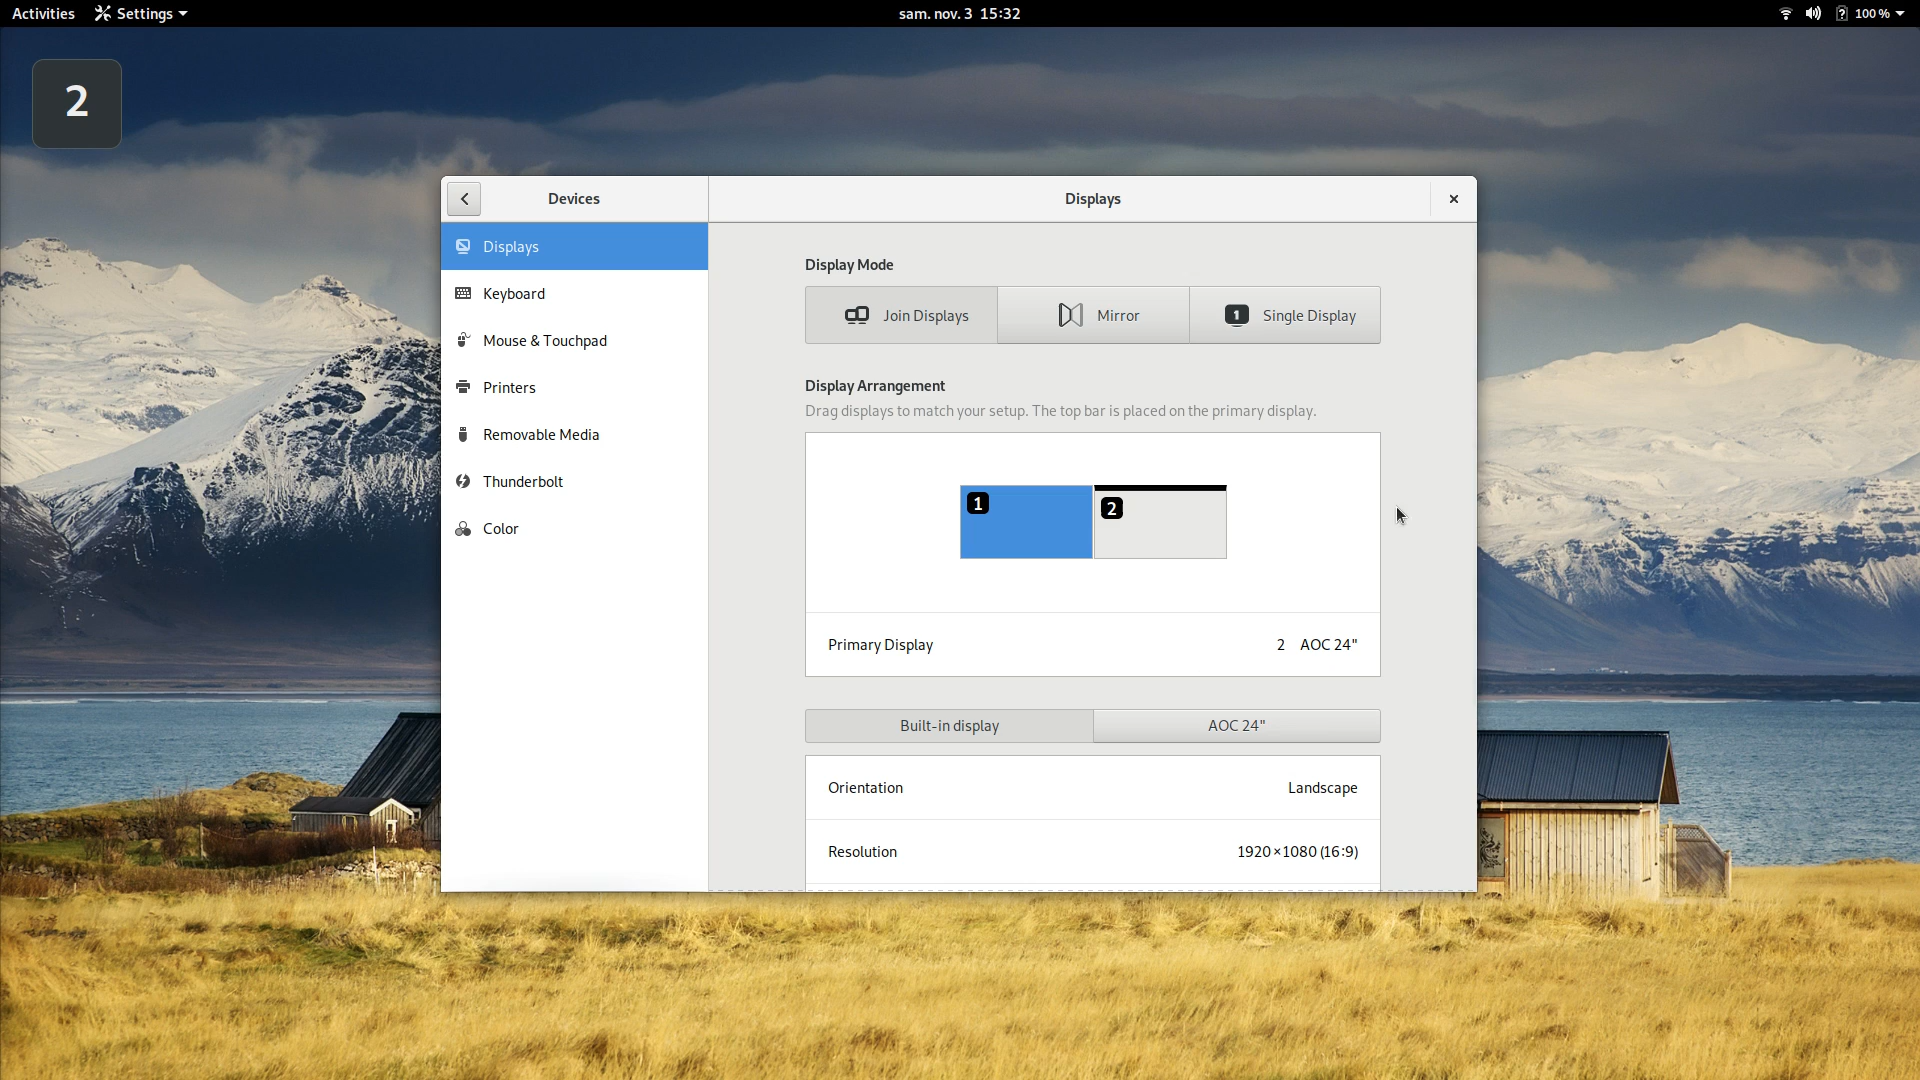 Activities
Settings
sam. nov. 3 15:32
100 %
2
Devices
Displays
Displays
Keyboard
Mouse & Touchpad
Printers
Removable Media
Thunderbolt
Color
Display Mode
Join Displays
Mirror
1
Single Display
Display Arrangement
Drag displays to match your setup. The top bar is placed on the primary display.
1
2
Primary Display
2 AOC 24"
Built-in display
AOC 24"
Orientation
Landscape
Resolution
1920×1080 (16:9)